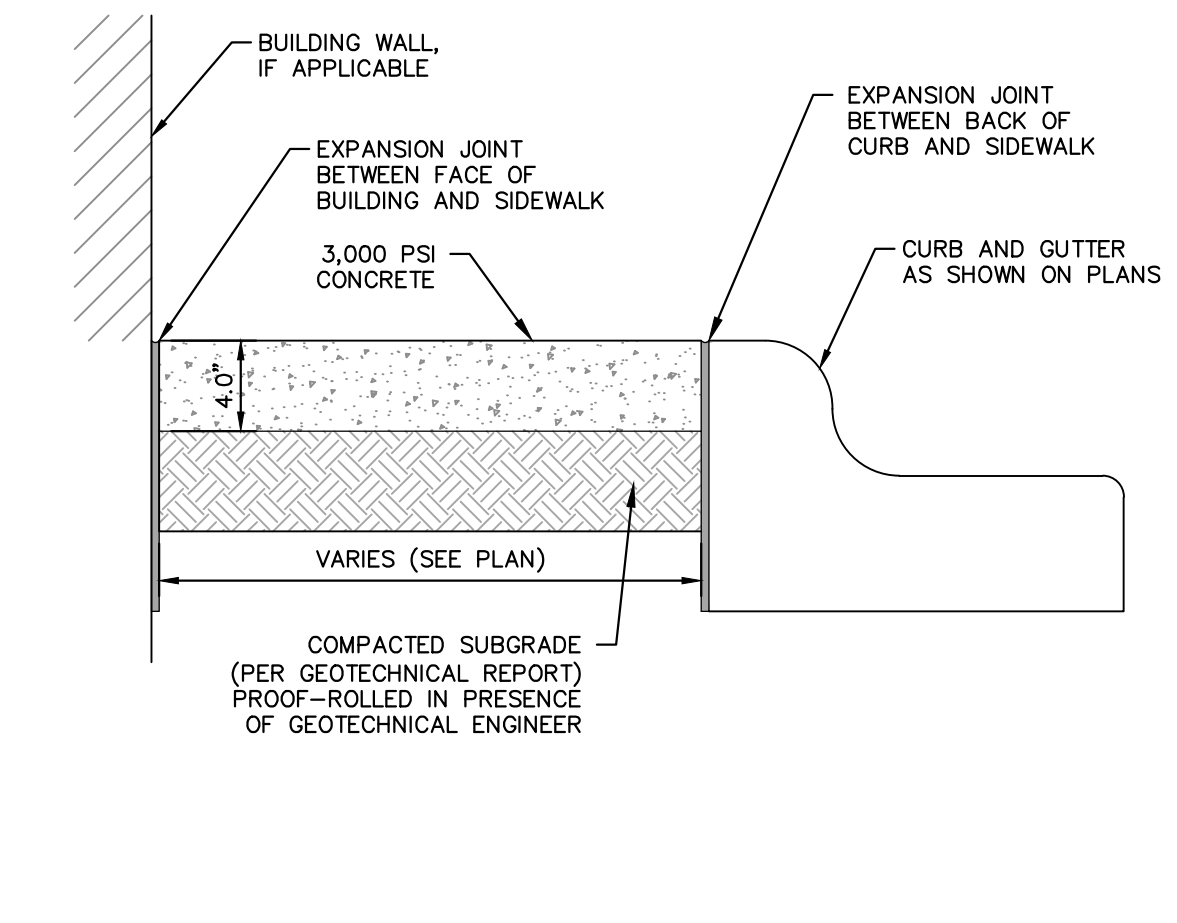 BUILDING WALL,
IF APPLICABLE
EXPANSION JOINT
BETWEEN BACK OF
CURB AND SIDEWALK
EXPANSION JOINT
BETWEEN FACE OF
BUILDING AND SIDEWALK
3,000 PSI
CONCRETE
CURB AND GUTTER
AS SHOWN ON PLANS
4.0"
VARIES (SEE PLAN)
COMPACTED SUBGRADE
(PER GEOTECHNICAL REPORT)
PROOF-ROLLED IN PRESENCE
OF GEOTECHNICAL ENGINEER